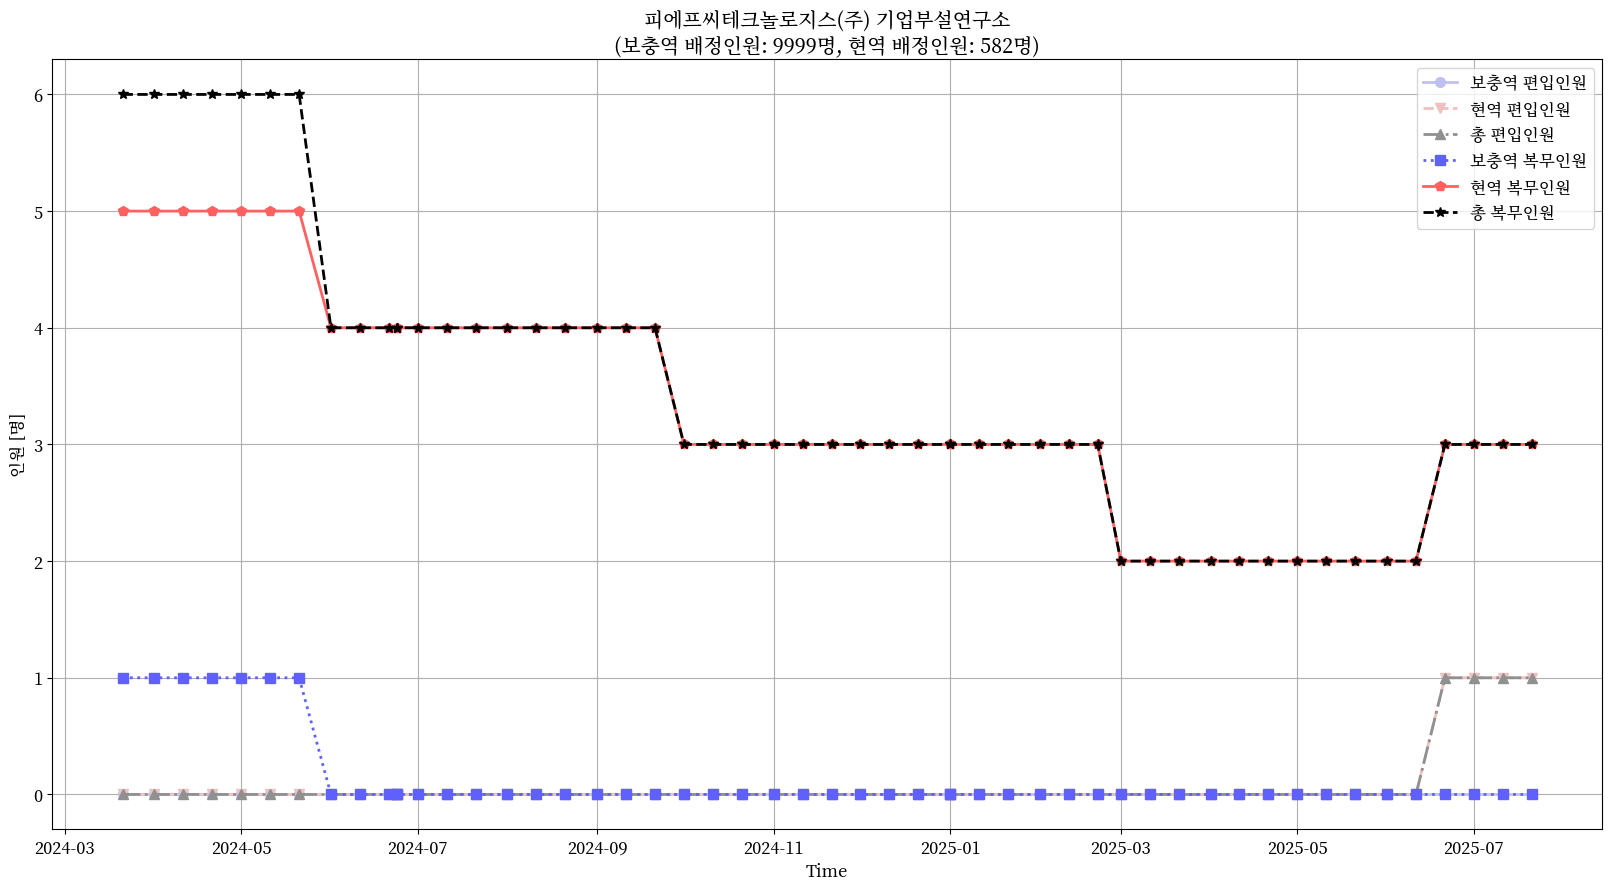 피에프씨테크놀로지스(주) 기업부설연구소
(보충역 배정인원: 9999명, 현역 배정인원: 582명)
보충역 편입인원
현역 편입인원
총 편입인원
보충역 복무인원
현역 복무인원
총 복무인원
인원 [명]
6
5
4
3
2
1
0
2024-03
2024-05
2024-07
2024-09
2024-11
2025-01
2025-03
2025-05
2025-07
Time